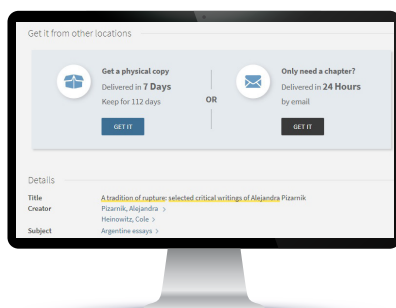 Get it from other locations
Get a physical copy
Delivered in 7 Days
Keep for 112 days
GET IT
OR
Only need a chapter?
Delivered in 24 Hours
by email
GET IT
Details
Title A tradition of rupture: selected critical writings of Alejandra Pizarnik
Creator Pizarnik, Alejandra >
Heinowitz, Cole >
Subject Argentine essays >